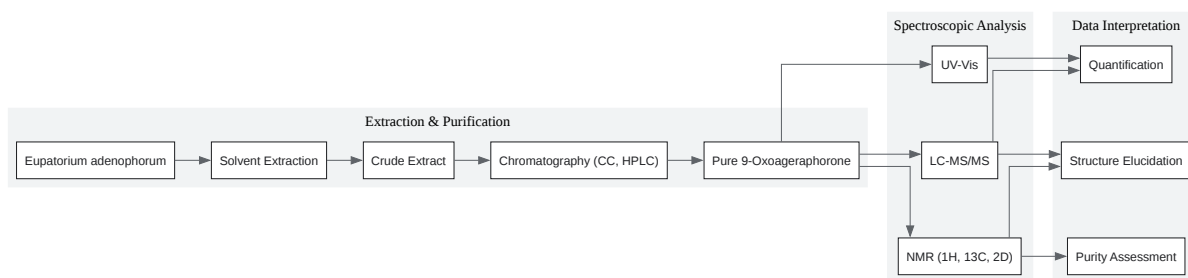 Spectroscopic Analysis
Data Interpretation
UV-Vis
Quantification
Extraction & Purification
Eupatorium adenophorum
Solvent Extraction
Crude Extract
Chromatography (CC, HPLC)
Pure 9-Oxoageraphorone
LC-MS/MS
Structure Elucidation
NMR (1H, 13C, 2D)
Purity Assessment